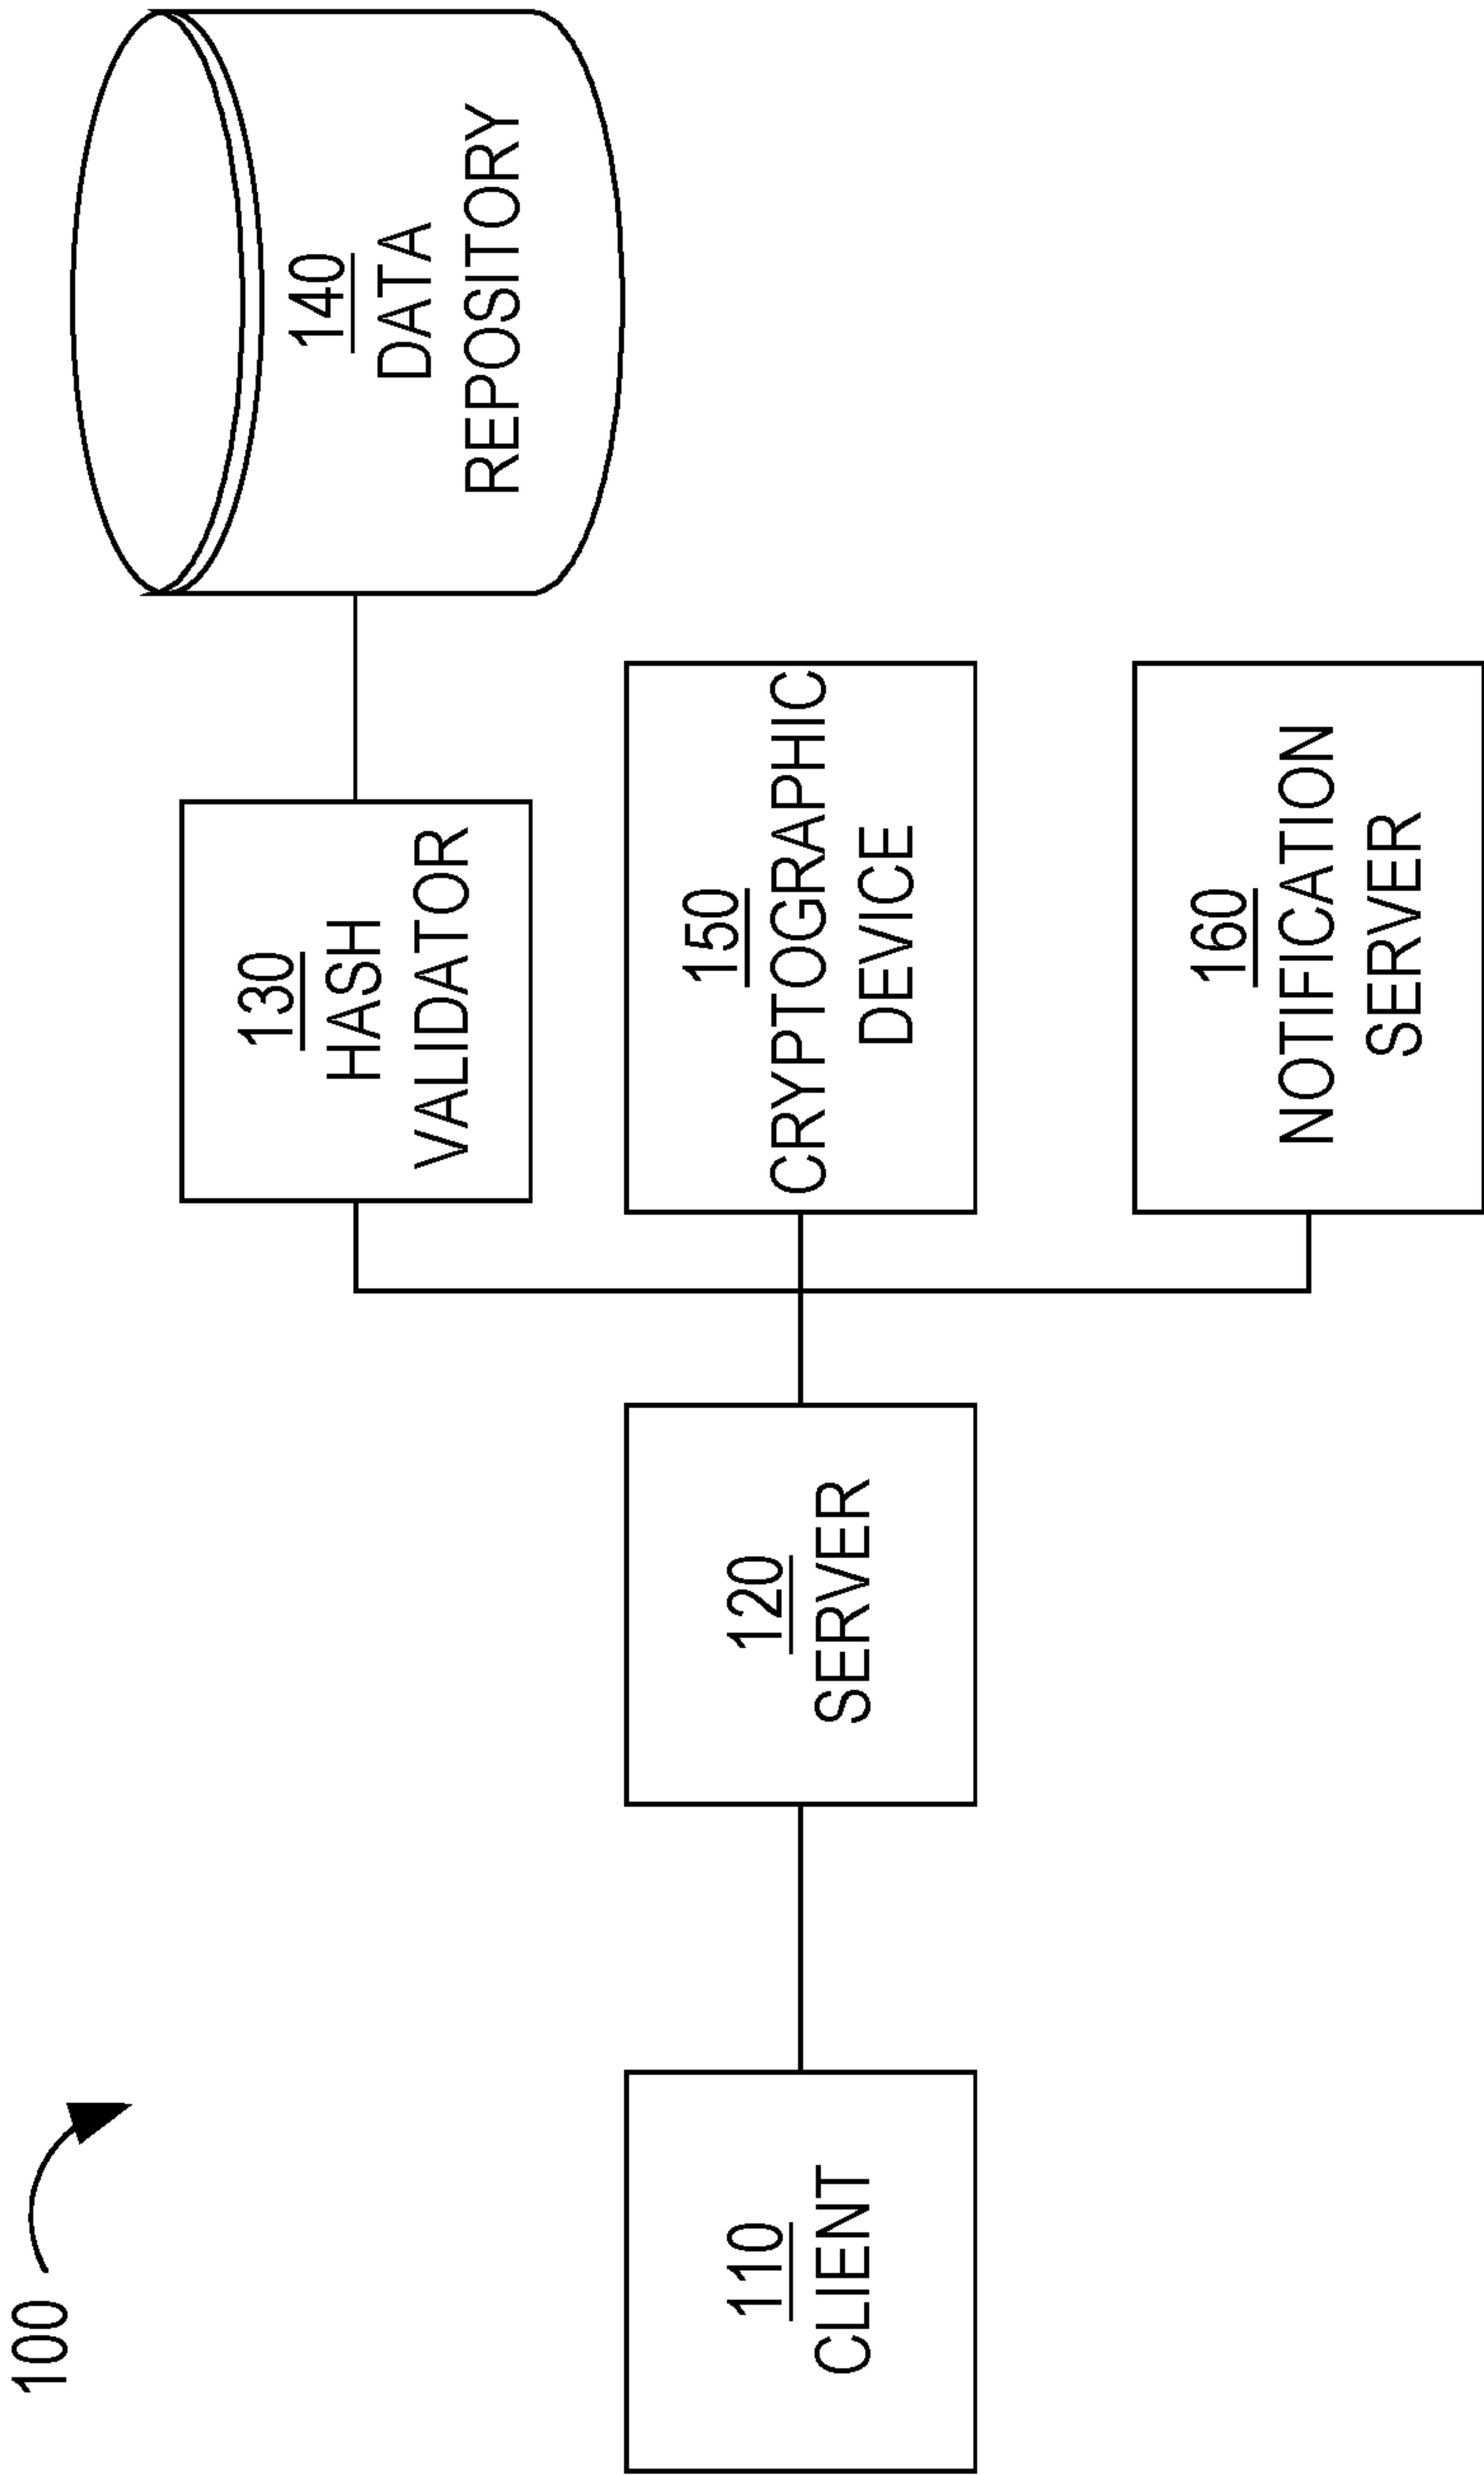 100
110
CLIENT
120
SERVER
130
HASH
VALIDATOR
140
DATA
REPOSITORY
150
CRYPTOGRAPHIC
DEVICE
160
NOTIFICATION
SERVER